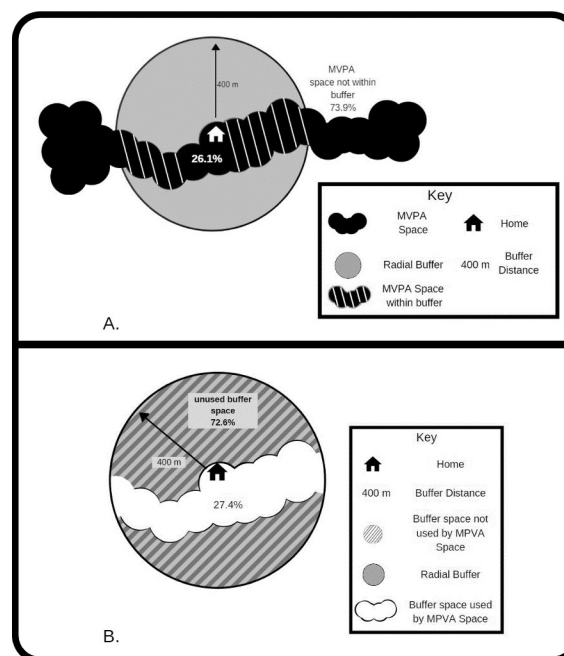 MVPA
space not within
buffer
73.9%
400 m
26.1%
Key
MVPA
Space
Home
Radial Buffer
400 m
Buffer
Distance
MVPA Space
within buffer
A.
unused buffer
space
72.6%
400 m
27.4%
Key
Home
400 m
Buffer Distance
Buffer space not
used by MPVA
Space
Radial Buffer
Buffer space used
by MPVA Space
B.